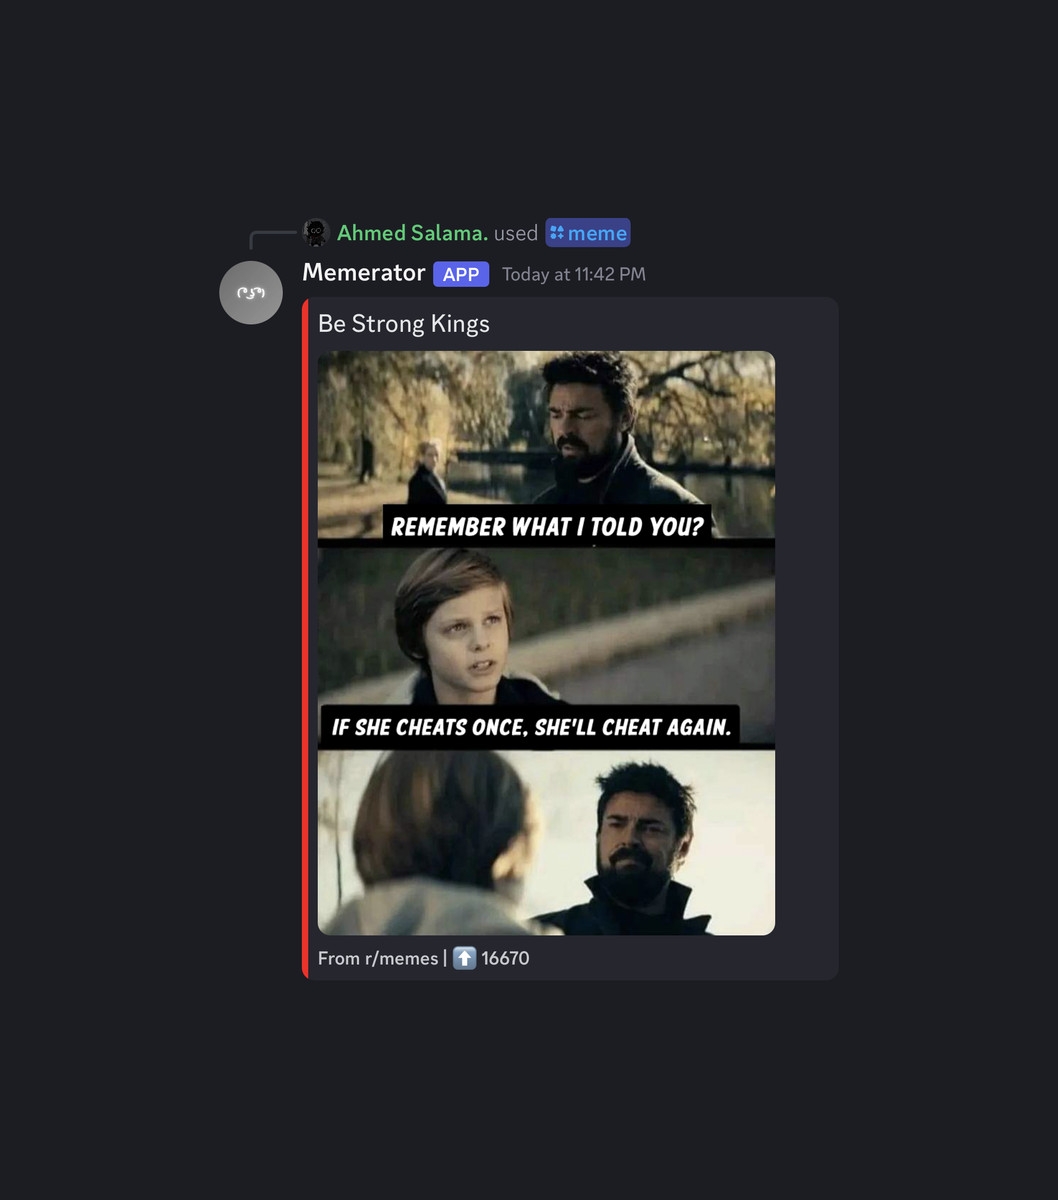 Ahmed Salama. used meme
Memerator APP Today at 11:42 PM
Be Strong Kings
REMEMBER WHAT I TOLD YOU?
IF SHE CHEATS ONCE, SHE'LL CHEAT AGAIN.
From r/memes | ⬆️ 16670